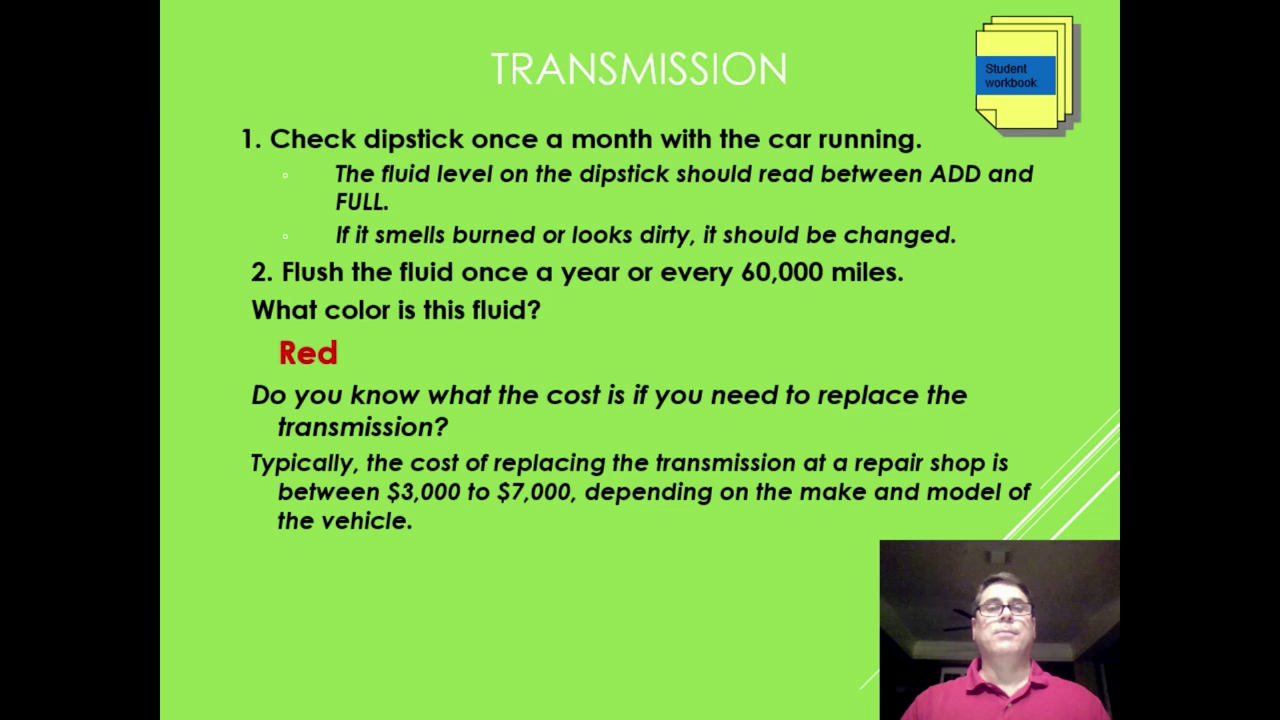 TRANSMISSION
Student
workbook
1. Check dipstick once a month with the car running.
The fluid level on the dipstick should read between ADD and
FULL.
If it smells burned or looks dirty, it should be changed.
2. Flush the fluid once a year or every 60,000 miles.
What color is this fluid?
Red
Do you know what the cost is if you need to replace the
transmission?
Typically, the cost of replacing the transmission at a repair shop is
between $3,000 to $7,000, depending on the make and model of
the vehicle.